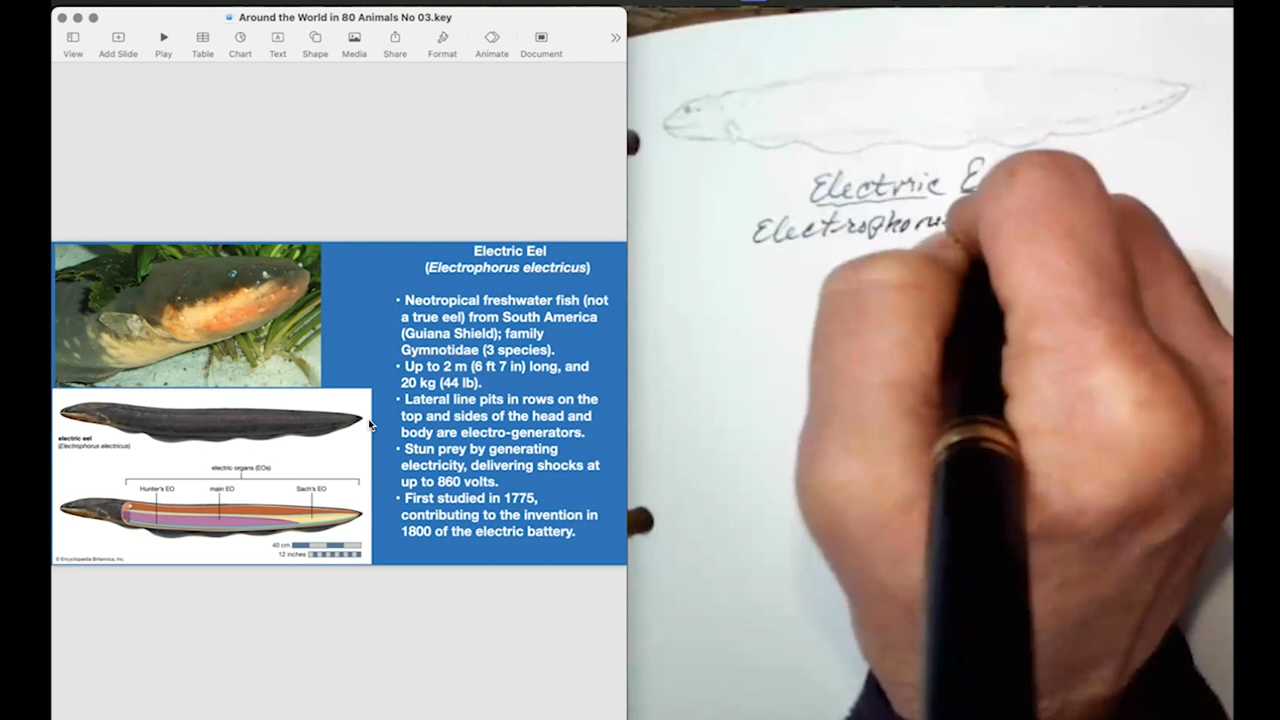 Around the World in 80 Animals No 03.key
View Add Slide Play Table Chart Text Shape Media Share Format Animate Document
Electric Eel
(Electrophorus electricus)
• Neotropical freshwater fish (not
a true eel) from South America
(Guiana Shield); family
Gymnotidae (3 species).
• Up to 2 m (6 ft 7 in) long, and
20 kg (44 lb).
• Lateral line pits in rows on the
top and sides of the head and
body are electro-generators.
• Stun prey by generating
electricity, delivering shocks at
up to 860 volts.
• First studied in 1775,
contributing to the invention in
1800 of the electric battery.
electric eel
(Electrophorus electricus)
electric organs (EOs)
Hunter's EO main EO Sach's EO
40 cm
12 inches
© Encyclopædia Britannica, Inc.
Electric E
Electrophorus